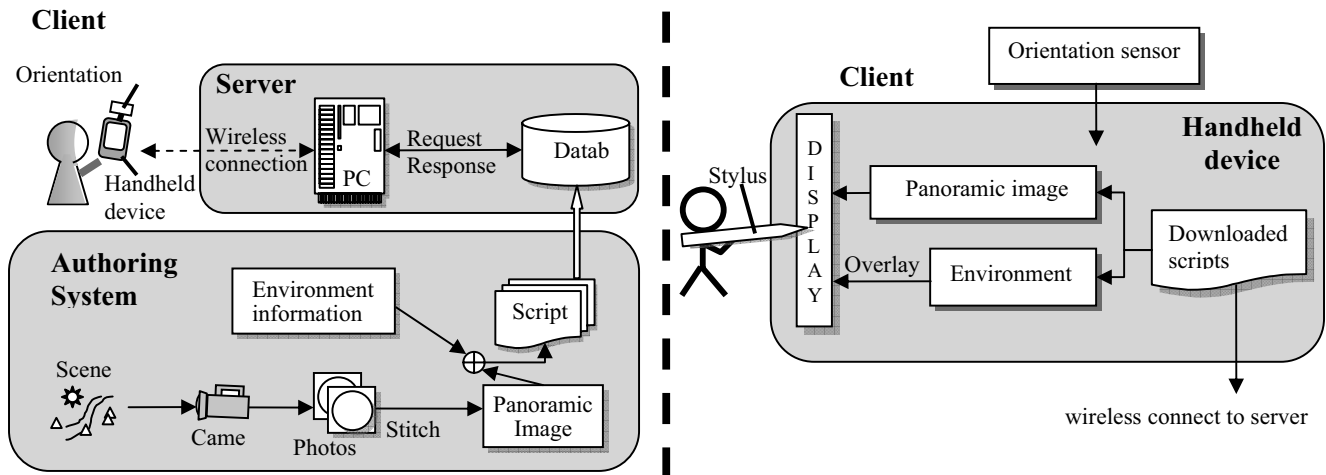 Client
Orientation
Handheld
device
Server
Wireless
connection
PC
Request
Response
Datab
Authoring
System
Environment
information
Script
Scene
Came
Photos
Stitch
Panoramic
Image
Orientation sensor
Client
Handheld
device
DISPLAY
Stylus
Panoramic image
Overlay
Environment
Downloaded
scripts
wireless connect to server